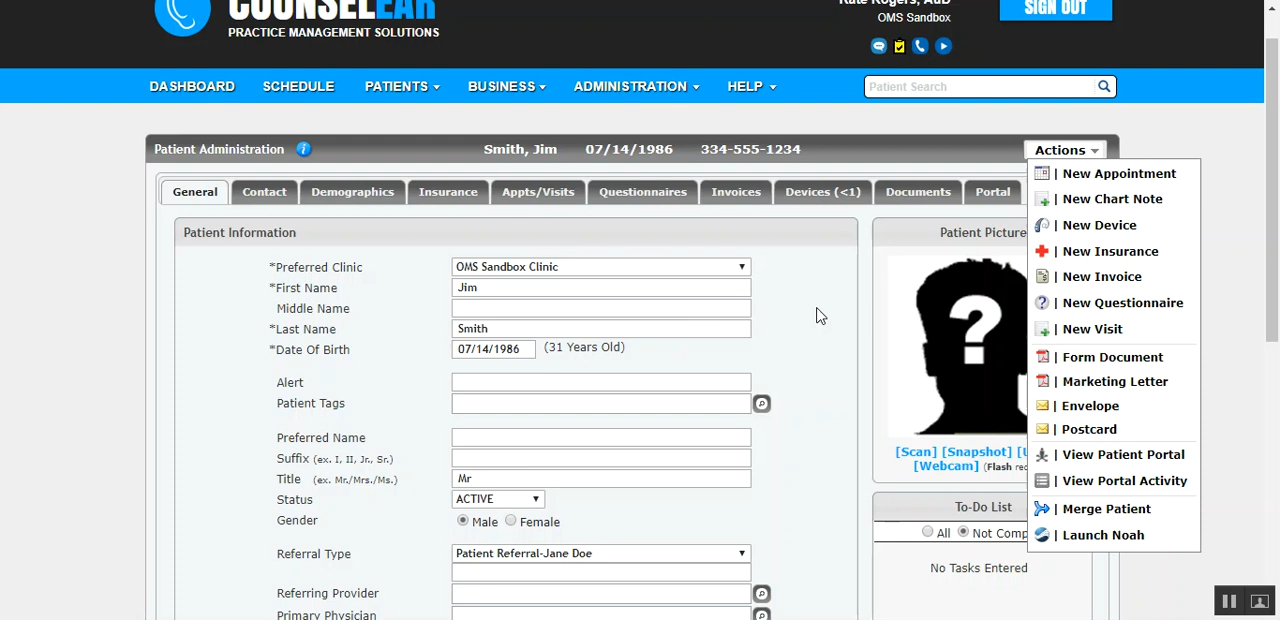 COUNSELEAR
PRACTICE MANAGEMENT SOLUTIONS
Kate Rogers, AuD
OMS Sandbox
SIGN OUT
DASHBOARD SCHEDULE PATIENTS BUSINESS ADMINISTRATION HELP Patient Search
Patient Administration i Smith, Jim 07/14/1986 334-555-1234 Actions
General Contact Demographics Insurance Appts/Visits Questionnaires Invoices Devices (<1) Documents Portal
| New Appointment
| New Chart Note
| New Device
| New Insurance
| New Invoice
| New Questionnaire
| New Visit
| Form Document
| Marketing Letter
| Envelope
| Postcard
| View Patient Portal
| View Portal Activity
| Merge Patient
| Launch Noah
Patient Information
*Preferred Clinic OMS Sandbox Clinic
*First Name Jim
Middle Name
*Last Name Smith
*Date Of Birth 07/14/1986 (31 Years Old)
Alert
Patient Tags
Preferred Name
Suffix (ex. I, II, Jr., Sr.)
Title (ex. Mr./Mrs./Ms.) Mr
Status ACTIVE
Gender Male Female
Referral Type Patient Referral-Jane Doe
Referring Provider
Primary Physician
Patient Picture
?
[Scan] [Snapshot] [U
[Webcam] (Flash req
To-Do List
All Not Comp
No Tasks Entered